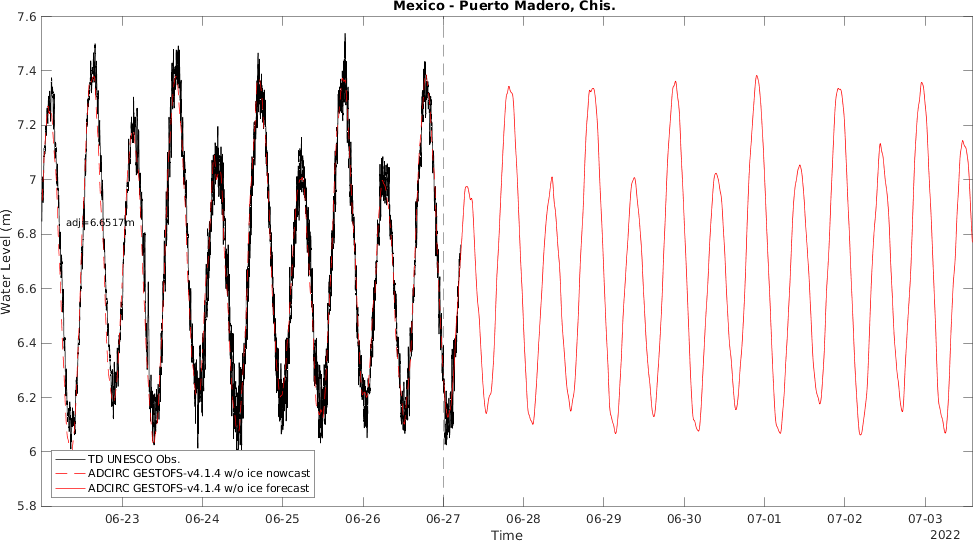 Mexico - Puerto Madero, Chis.
7.6
7.4
7.2
7
6.8
6.6
6.4
6.2
6
5.8
Water Level (m)
adj=6.6517m
TD UNESCO Obs.
ADCIRC GESTOFS-v4.1.4 w/o ice nowcast
ADCIRC GESTOFS-v4.1.4 w/o ice forecast
06-23 06-24 06-25 06-26 06-27 06-28 06-29 06-30 07-01 07-02 07-03
Time
2022